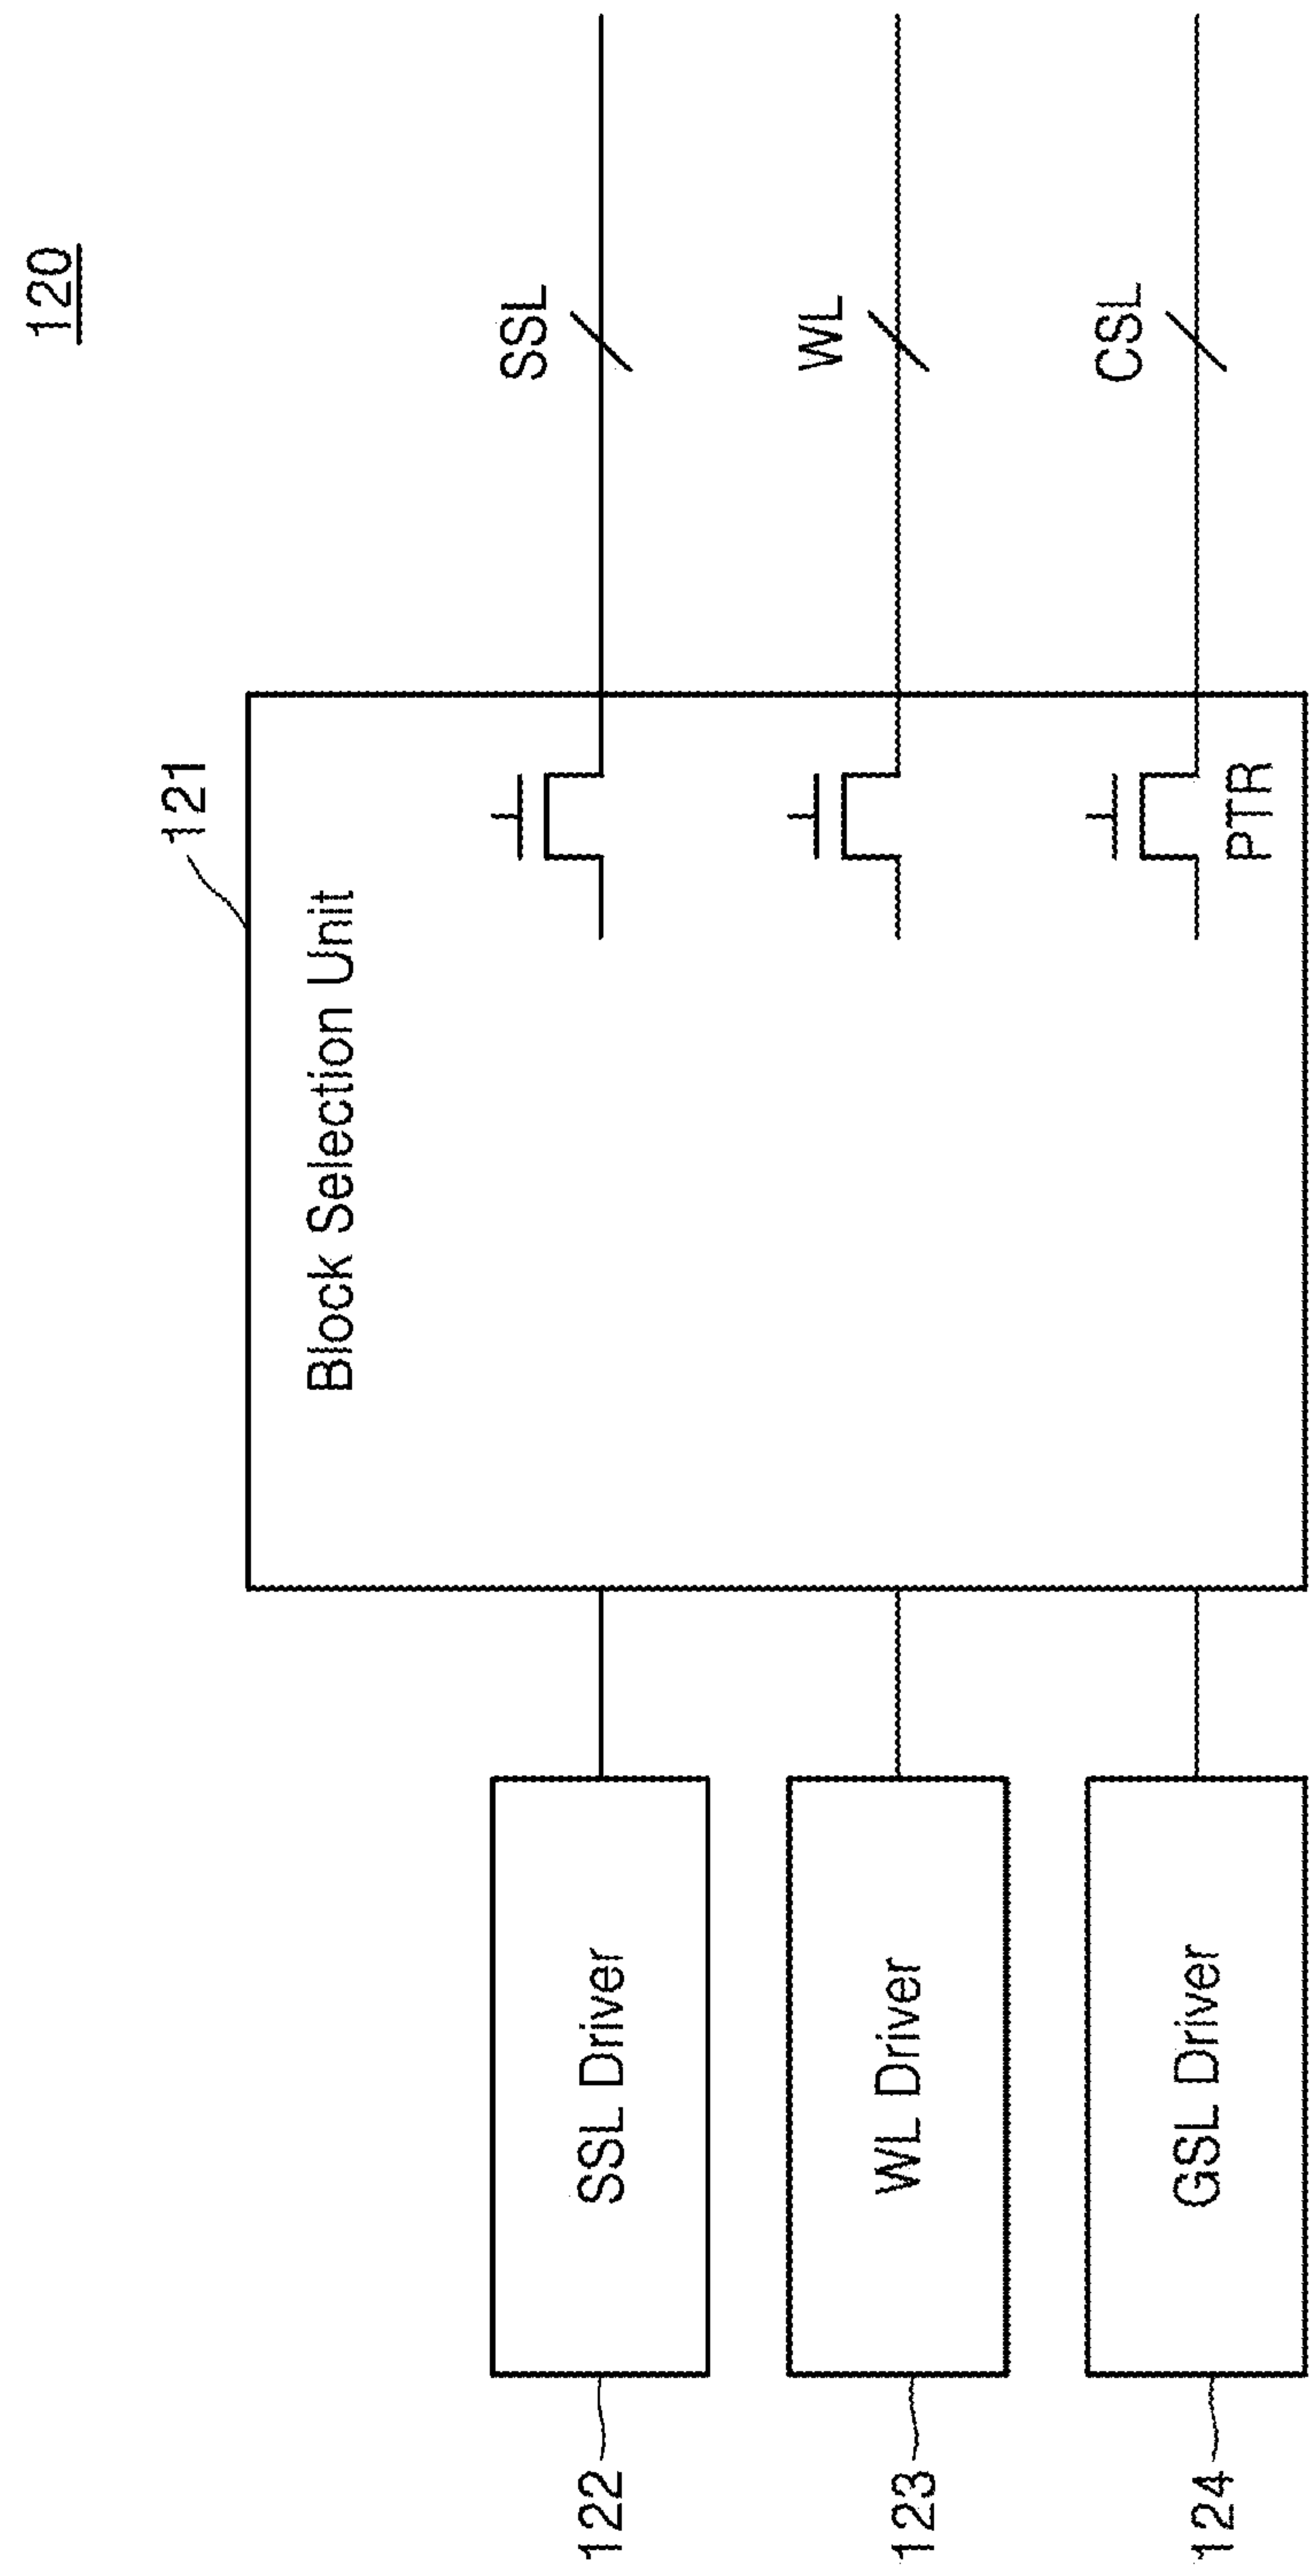 120
121
Block Selection Unit
122
SSL Driver
SSL
123
WL Driver
WL
124
GSL Driver
CSL
PTR